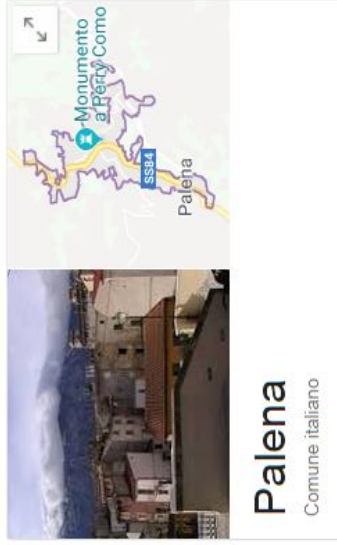 Monumento
a Perry Como
SS84
Palena
Palena
Comune italiano